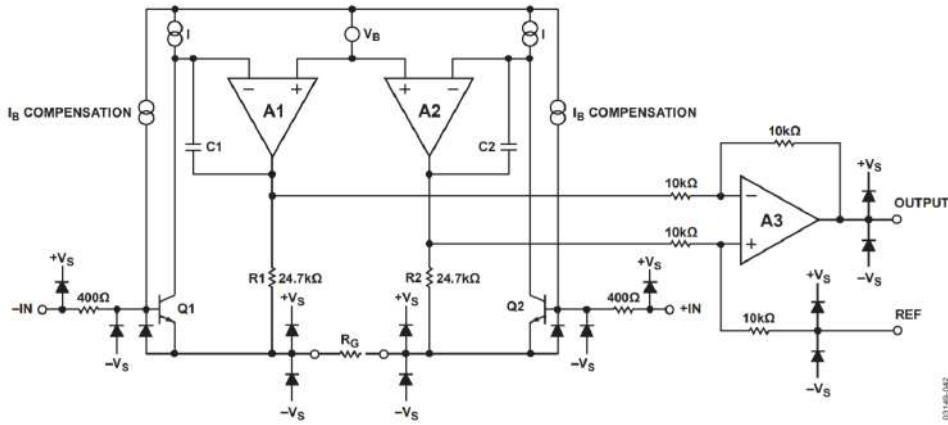 I
V_B
I
A1
− +
A2
+ −
I_B COMPENSATION
I_B COMPENSATION
C1
C2
10kΩ
10kΩ
− A3
10kΩ
+
+V_S
OUTPUT
−V_S
R1 24.7kΩ
R2 24.7kΩ
+V_S
400Ω
−IN
Q1
−V_S
+V_S
R_G
+V_S
−V_S
−V_S
Q2
+V_S
400Ω
+IN
−V_S
+V_S
10kΩ
REF
−V_S
03149-042